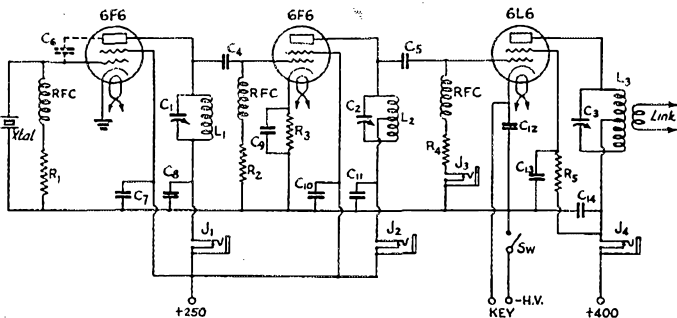 6F6 6F6 6L6
C6 C4 C5
L3
RFC C1 RFC C2 RFC C3 Link
Xtal L1 C9 R3 L2 C12
R1 R2 R4 J3 C13 R5
C7 C8 C10 C11 C14
J1 J2 Sw J4
-H.V.
+250 KEY +400